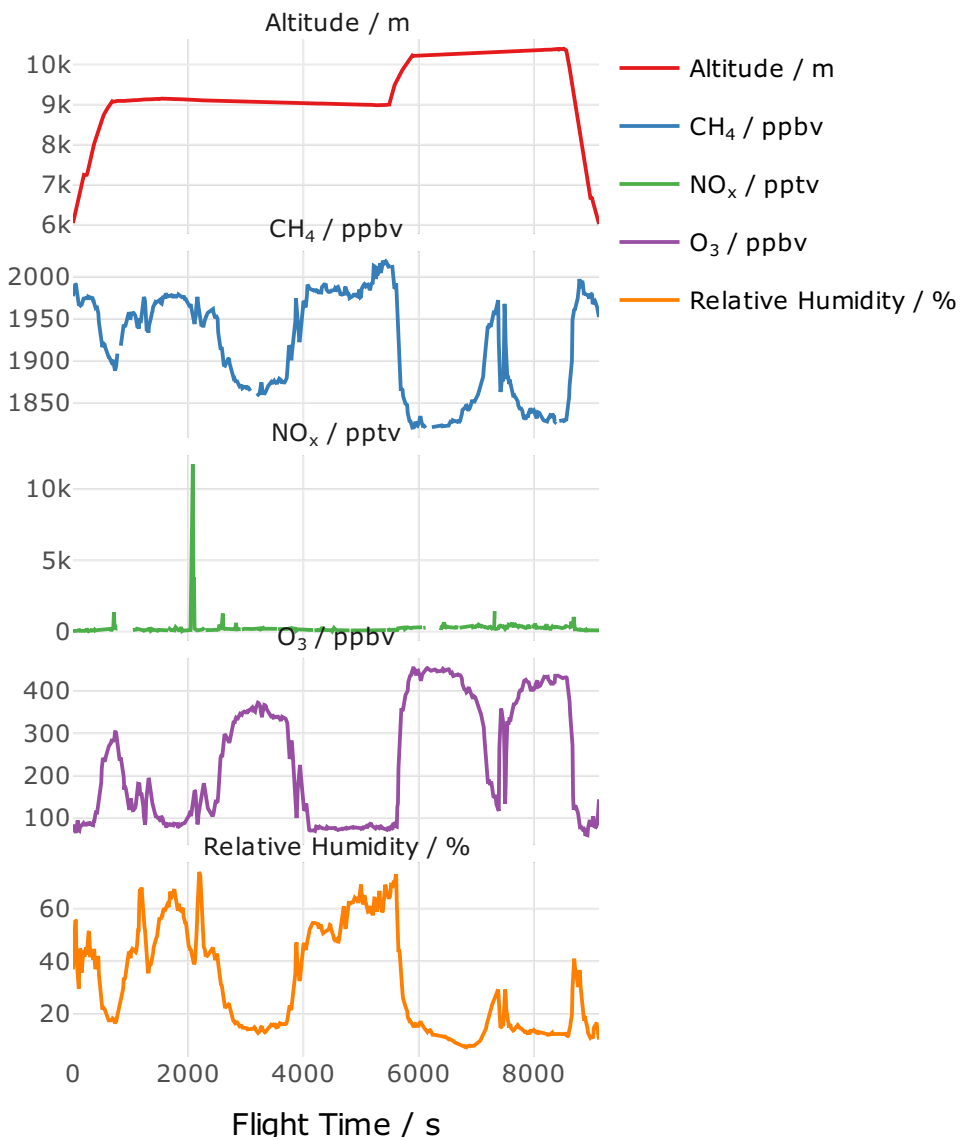 Altitude / m
10k
9k
8k
7k
6k
CH₄ / ppbv
2000
1950
1900
1850
NOₓ / pptv
10k
5k
0
O₃ / ppbv
400
300
200
100
Relative Humidity / %
60
40
20
0 2000 4000 6000 8000
Flight Time / s
Altitude / m
CH₄ / ppbv
NOₓ / pptv
O₃ / ppbv
Relative Humidity / %